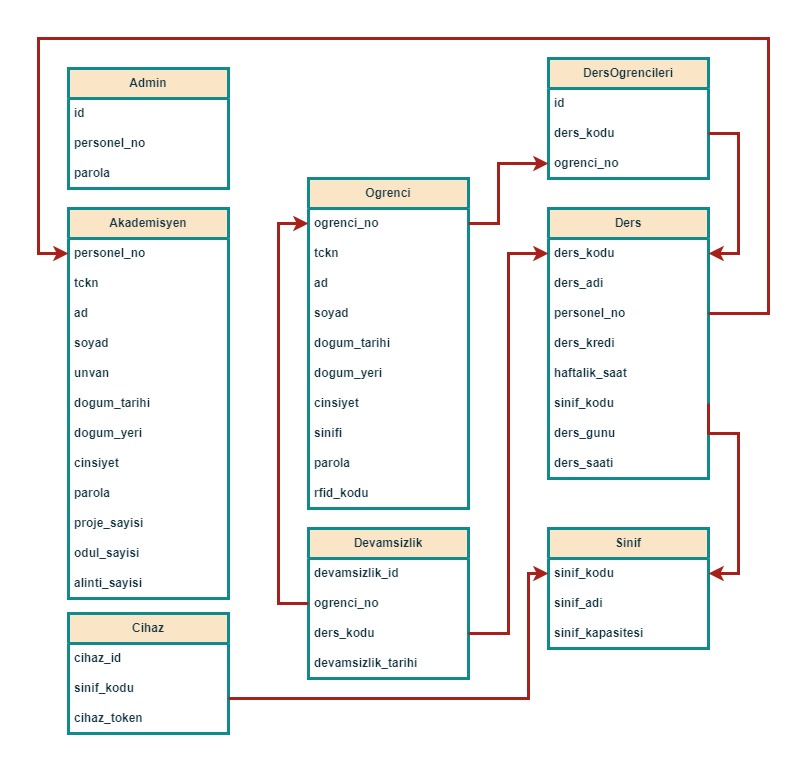 Admin
id
personel_no
parola
Akademisyen
personel_no
tckn
ad
soyad
unvan
dogum_tarihi
dogum_yeri
cinsiyet
parola
proje_sayisi
odul_sayisi
alinti_sayisi
Cihaz
cihaz_id
sinif_kodu
cihaz_token
Ogrenci
ogrenci_no
tckn
ad
soyad
dogum_tarihi
dogum_yeri
cinsiyet
sinifi
parola
rfid_kodu
Devamsizlik
devamsizlik_id
ogrenci_no
ders_kodu
devamsizlik_tarihi
DersOgrencileri
id
ders_kodu
ogrenci_no
Ders
ders_kodu
ders_adi
personel_no
ders_kredi
haftalik_saat
sinif_kodu
ders_gunu
ders_saati
Sinif
sinif_kodu
sinif_adi
sinif_kapasitesi